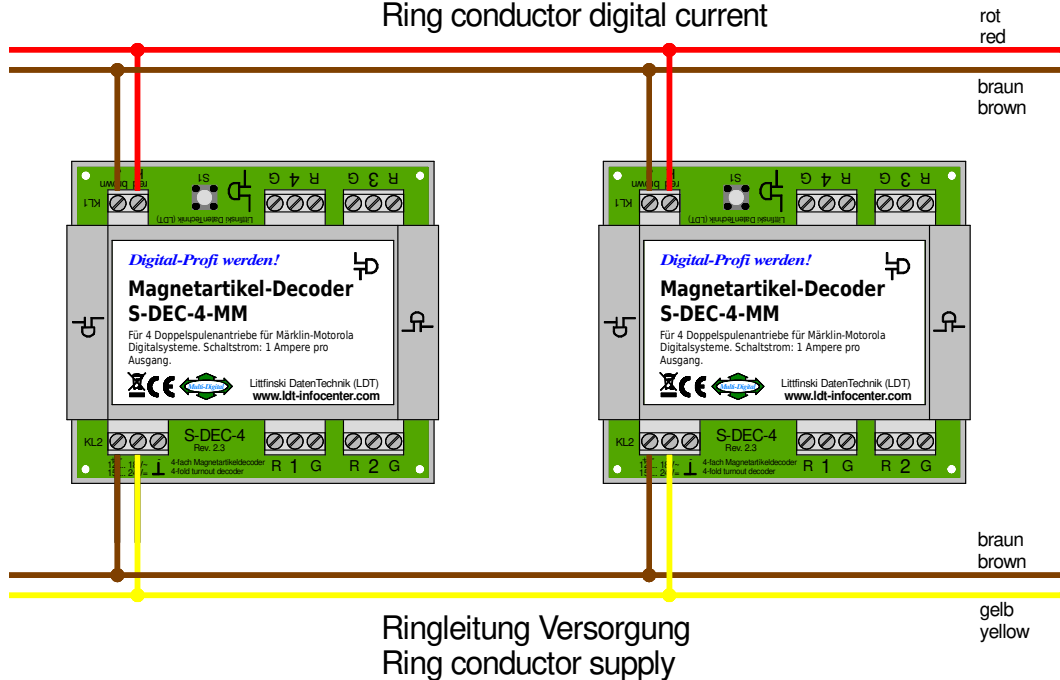 Ring conductor digital current
rot
red
braun
brown
red brown
KL1
S1
G 4 R
G 3 R
Littfinski DatenTechnik (LDT)
Digital-Profi werden!
Magnetartikel-Decoder
S-DEC-4-MM
Für 4 Doppelspulenantriebe für Märklin-Motorola
Digitalsysteme. Schaltstrom: 1 Ampere pro
Ausgang.
CE Multi-Digital
Littfinski DatenTechnik (LDT)
www.ldt-infocenter.com
KL2
S-DEC-4
Rev. 2.3
4-fach Magnetartikeldecoder
4-fold turnout decoder
R 1 G
R 2 G
red brown
KL1
S1
G 4 R
G 3 R
Littfinski DatenTechnik (LDT)
Digital-Profi werden!
Magnetartikel-Decoder
S-DEC-4-MM
Für 4 Doppelspulenantriebe für Märklin-Motorola
Digitalsysteme. Schaltstrom: 1 Ampere pro
Ausgang.
CE Multi-Digital
Littfinski DatenTechnik (LDT)
www.ldt-infocenter.com
KL2
S-DEC-4
Rev. 2.3
4-fach Magnetartikeldecoder
4-fold turnout decoder
R 1 G
R 2 G
braun
brown
gelb
yellow
Ringleitung Versorgung
Ring conductor supply